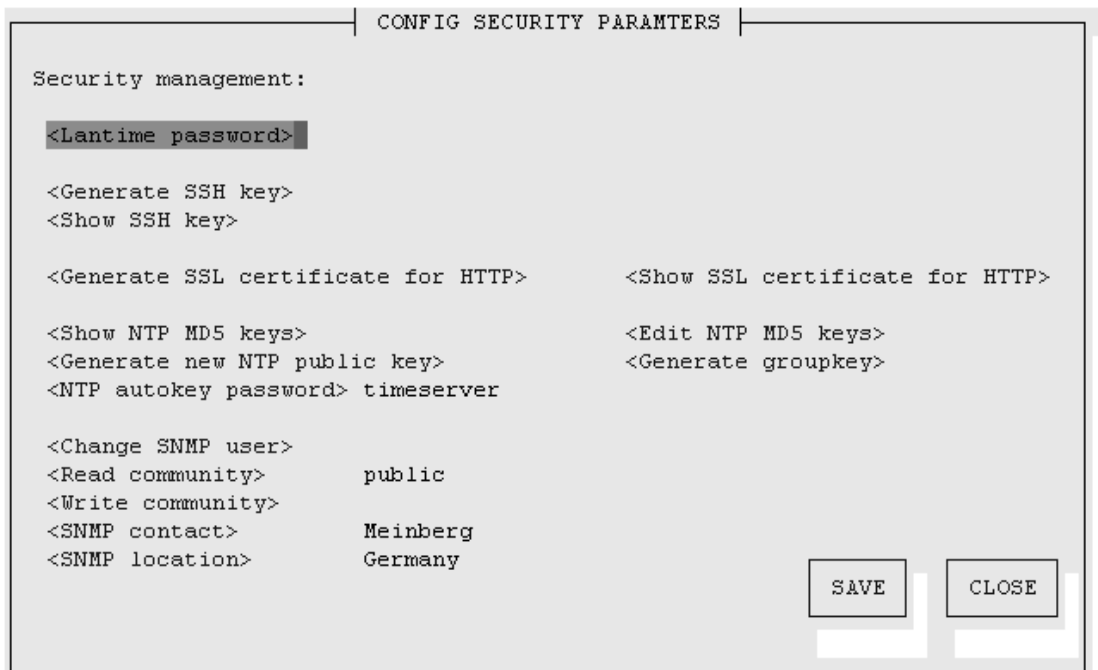 CONFIG SECURITY PARAMTERS
Security management:
<Lantime password>
<Generate SSH key>
<Show SSH key>
<Generate SSL certificate for HTTP> <Show SSL certificate for HTTP>
<Show NTP MD5 keys> <Edit NTP MD5 keys>
<Generate new NTP public key> <Generate groupkey>
<NTP autokey password> timeserver
<Change SNMP user>
<Read community> public
<Write community>
<SNMP contact> Meinberg
<SNMP location> Germany
SAVE CLOSE